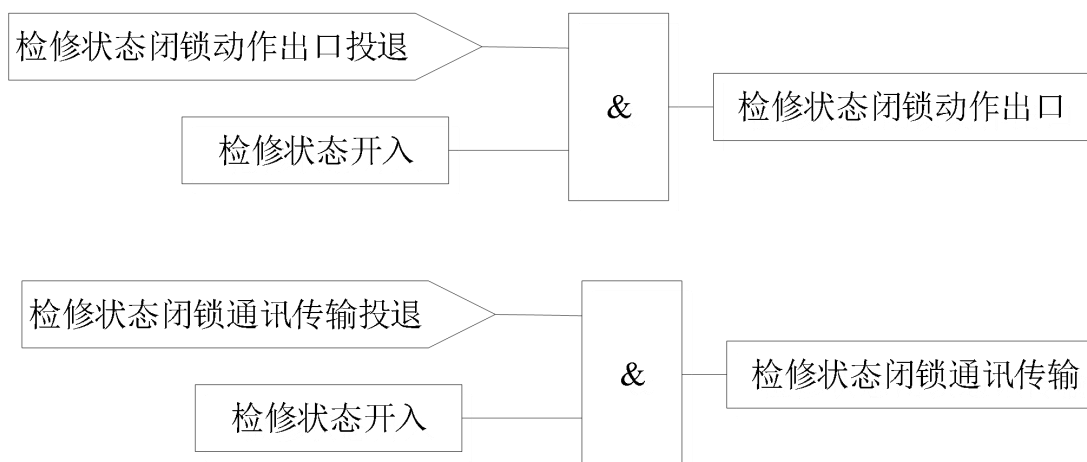 检修状态闭锁动作出口投退
&
检修状态闭锁动作出口
检修状态开入
检修状态闭锁通讯传输投退
&
检修状态闭锁通讯传输
检修状态开入